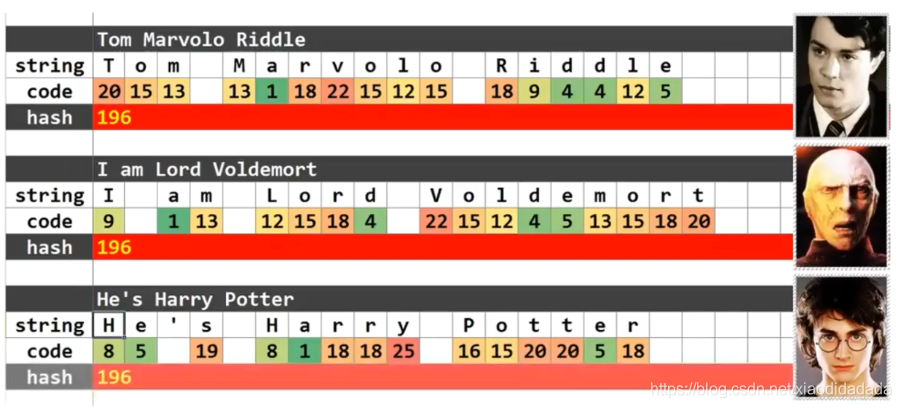 Tom Marvolo Riddle
string T o m M a r v o l o R i d d l e
code 20 15 13 13 1 18 22 15 12 15 18 9 4 4 12 5
hash 196
I am Lord Voldemort
string I a m L o r d V o l d e m o r t
code 9 1 13 12 15 18 4 22 15 12 4 5 13 15 18 20
hash 196
He's Harry Potter
string H e ' s H a r r y P o t t e r
code 8 5 19 8 1 18 18 25 16 15 20 20 5 18
hash 196
https://blog.csdn.net/xiaodidadada